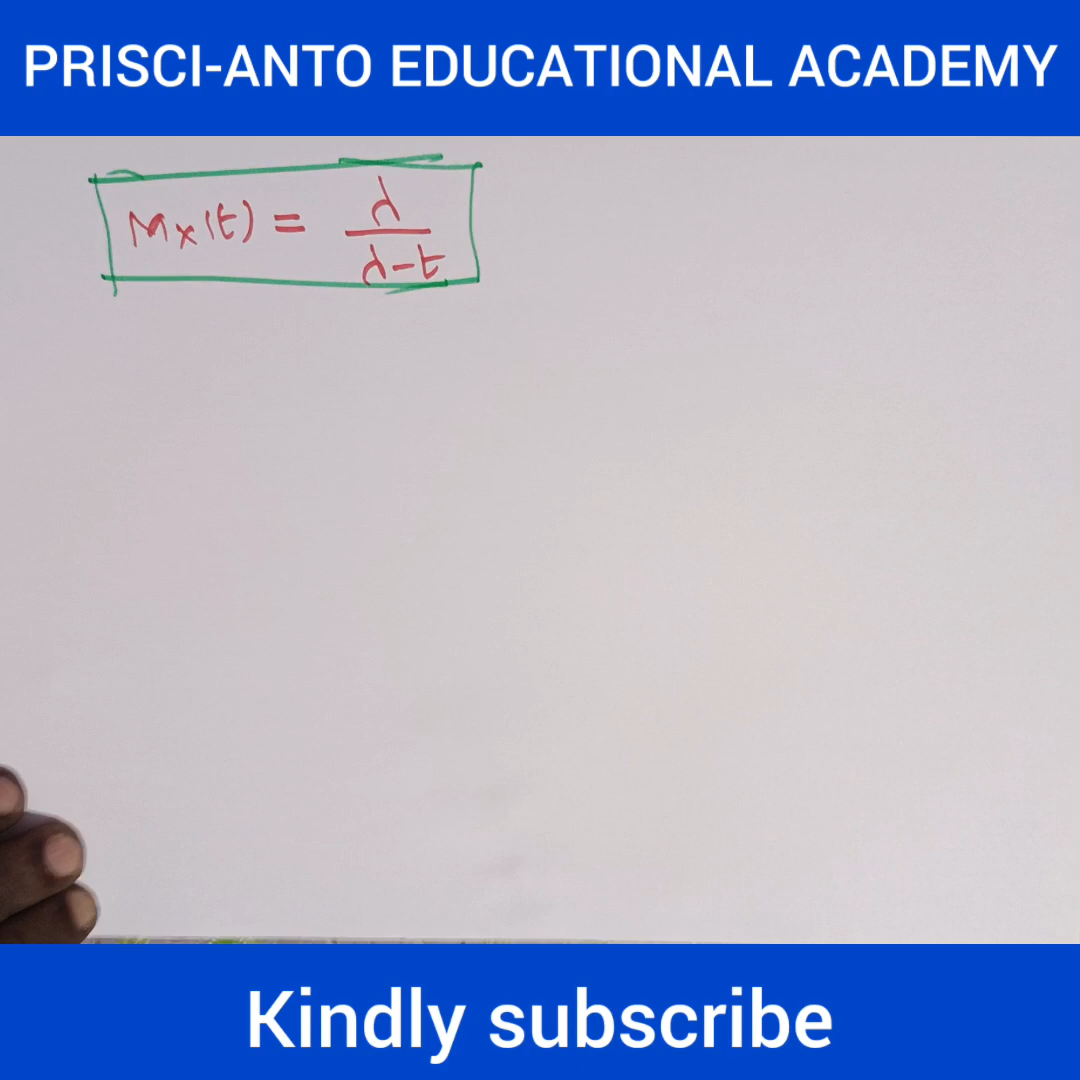 PRISCI-ANTO EDUCATIONAL ACADEMY
Mx(t) = λ/(λ-t)
Kindly subscribe